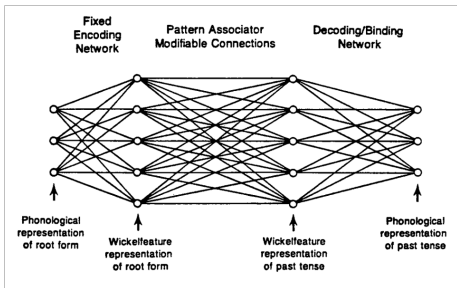 Fixed
Encoding
Network
Pattern Associator
Modifiable Connections
Decoding/Binding
Network
Phonological
representation
of root form
Wickelfeature
representation
of root form
Wickelfeature
representation
of past tense
Phonological
representation
of past tense